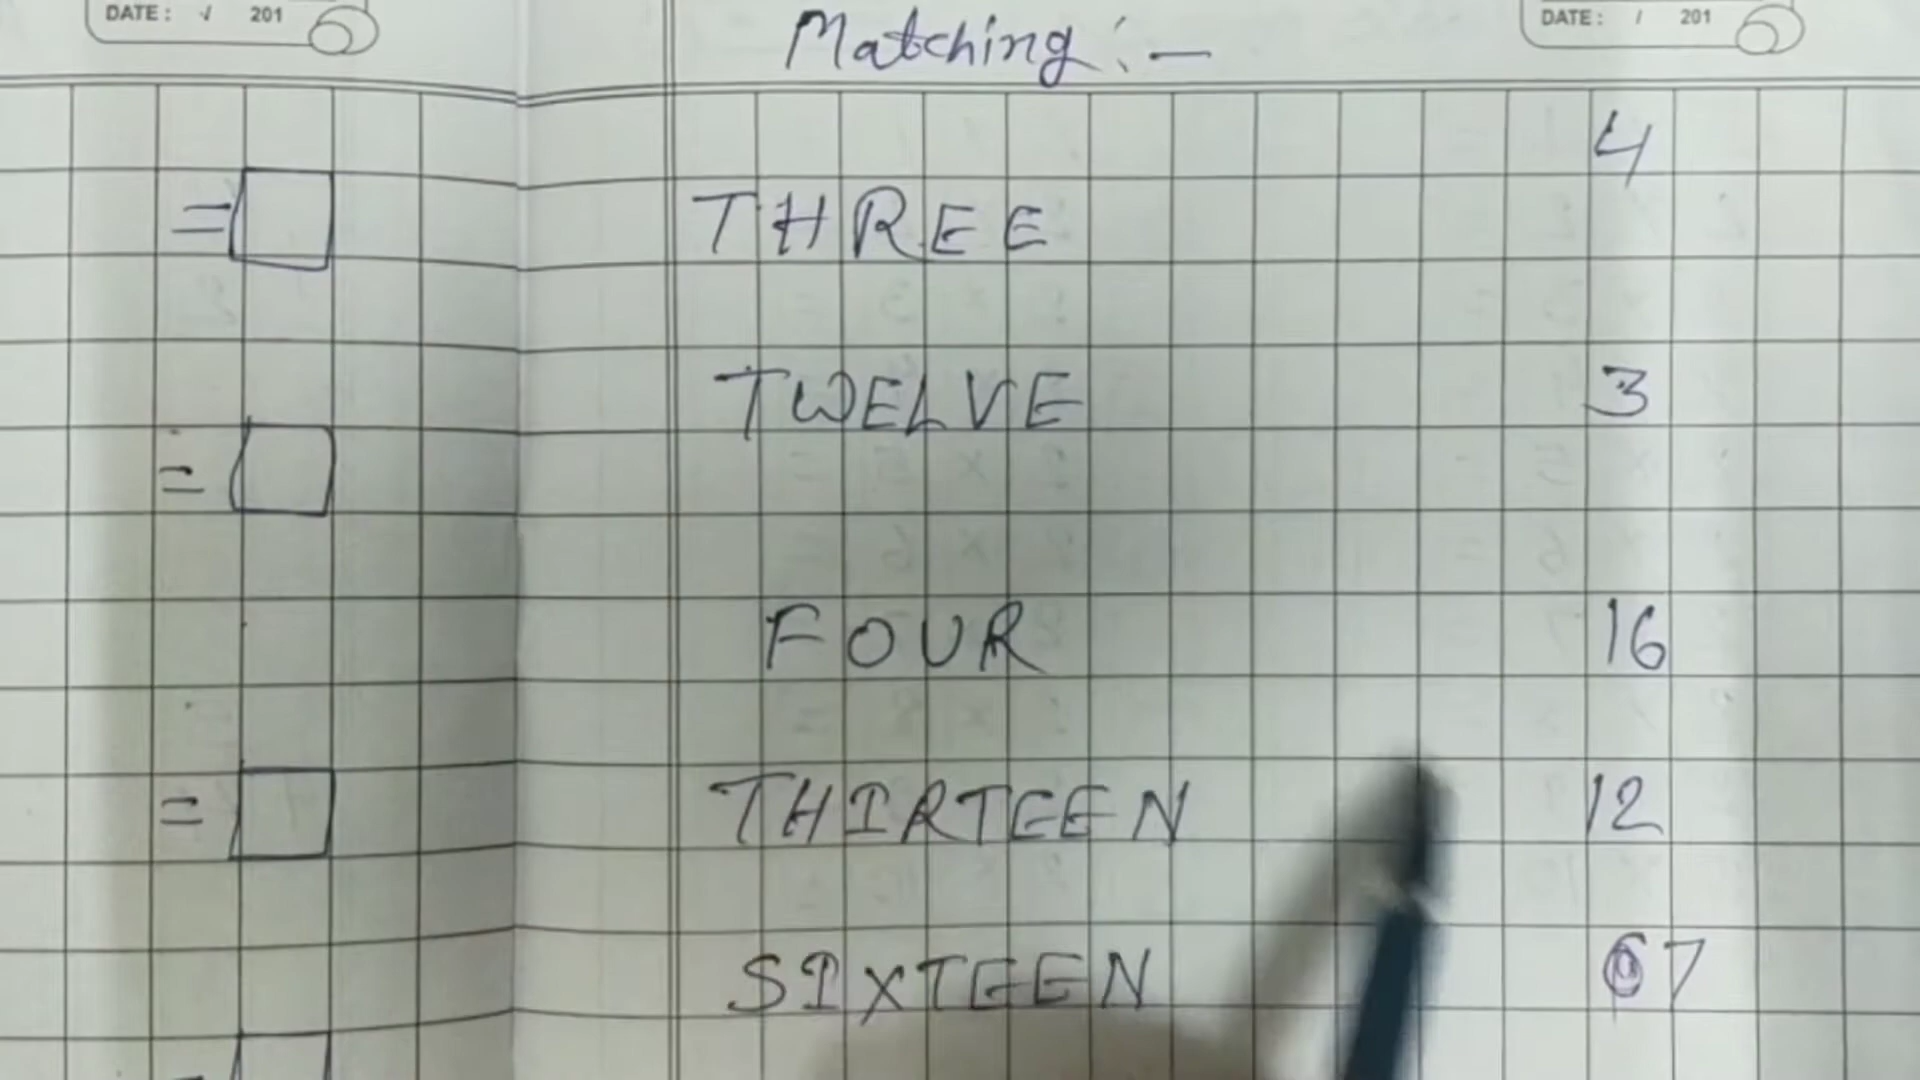 DATE: / 201
DATE: / 201
Matching :-
4
THREE
=
TWELVE 3
=
FOUR 16
THIRTEEN 12
=
SIXTEEN 7